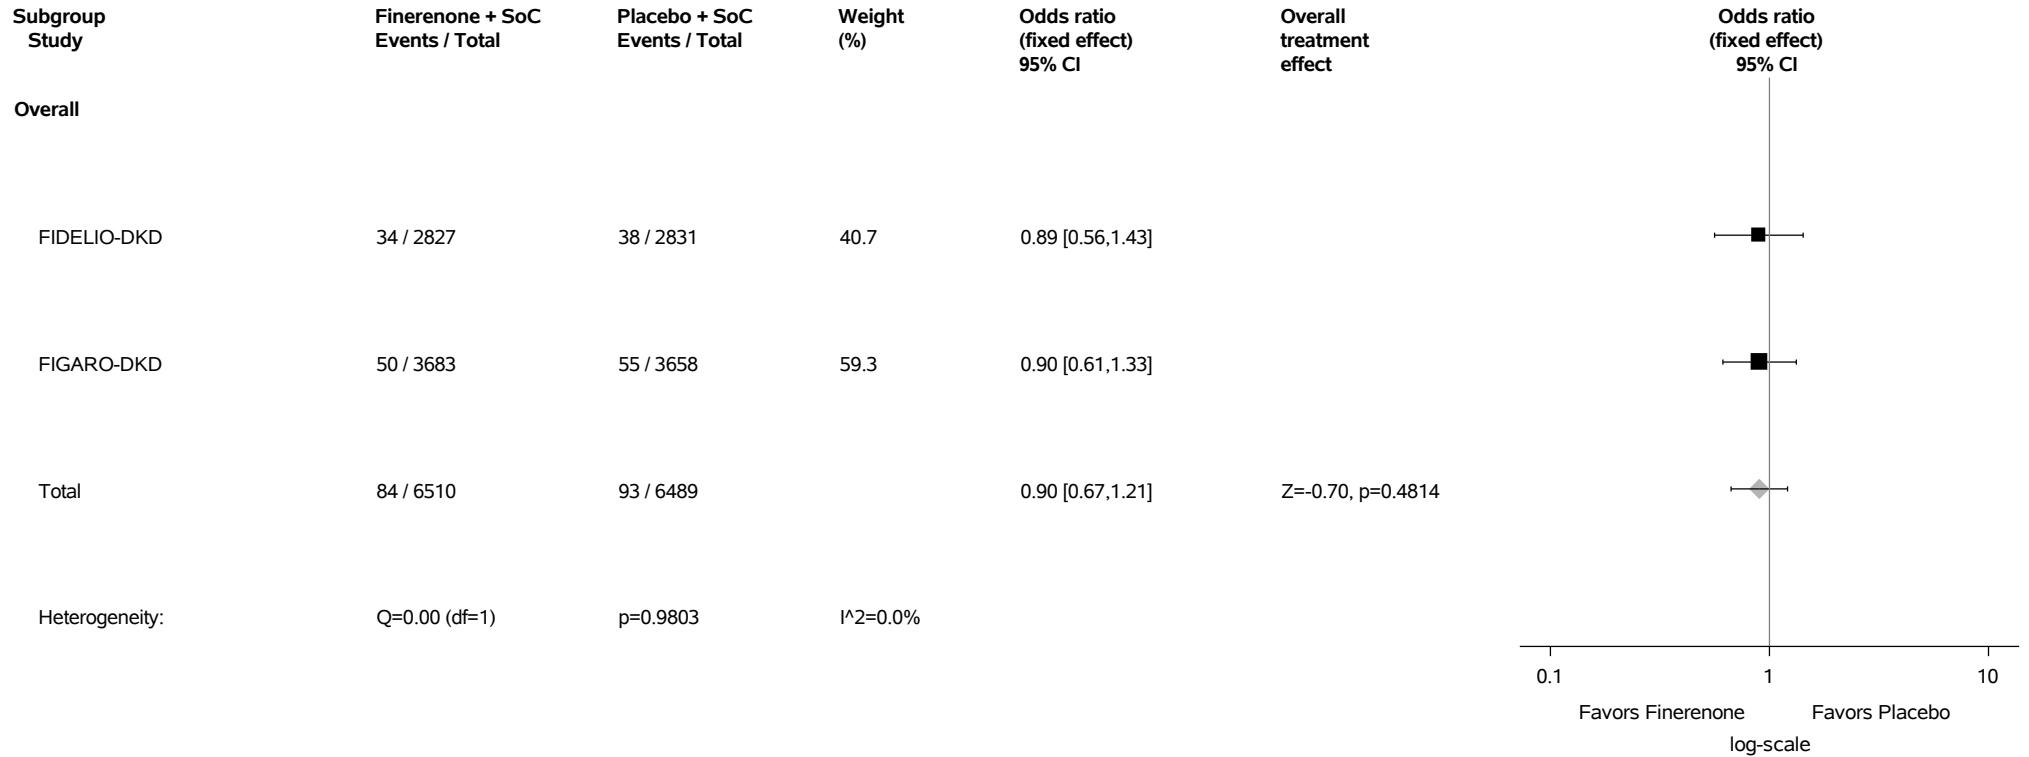 Subgroup Finerenone + SoC Placebo + SoC Weight Odds ratio Overall Odds ratio
Study Events / Total Events / Total (%) (fixed effect) treatment (fixed effect)
95% CI effect 95% CI
Overall
FIDELIO-DKD 34 / 2827 38 / 2831 40.7 0.89 [0.56,1.43]
FIGARO-DKD 50 / 3683 55 / 3658 59.3 0.90 [0.61,1.33]
Total 84 / 6510 93 / 6489 0.90 [0.67,1.21] Z=-0.70, p=0.4814
Heterogeneity: Q=0.00 (df=1) p=0.9803 I^2=0.0%
0.1 1 10
Favors Finerenone Favors Placebo
log-scale